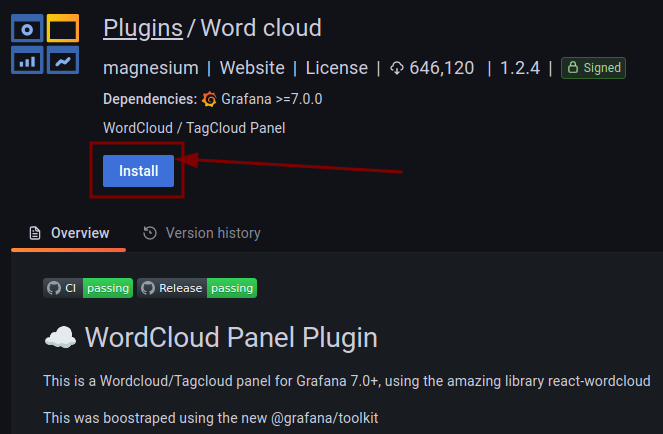 Plugins / Word cloud
magnesium | Website | License | 646,120 | 1.2.4 | Signed
Dependencies: Grafana >=7.0.0
WordCloud / TagCloud Panel
Install
Overview Version history
CI passing Release passing
WordCloud Panel Plugin
This is a Wordcloud/Tagcloud panel for Grafana 7.0+, using the amazing library react-wordcloud
This was boostraped using the new @grafana/toolkit